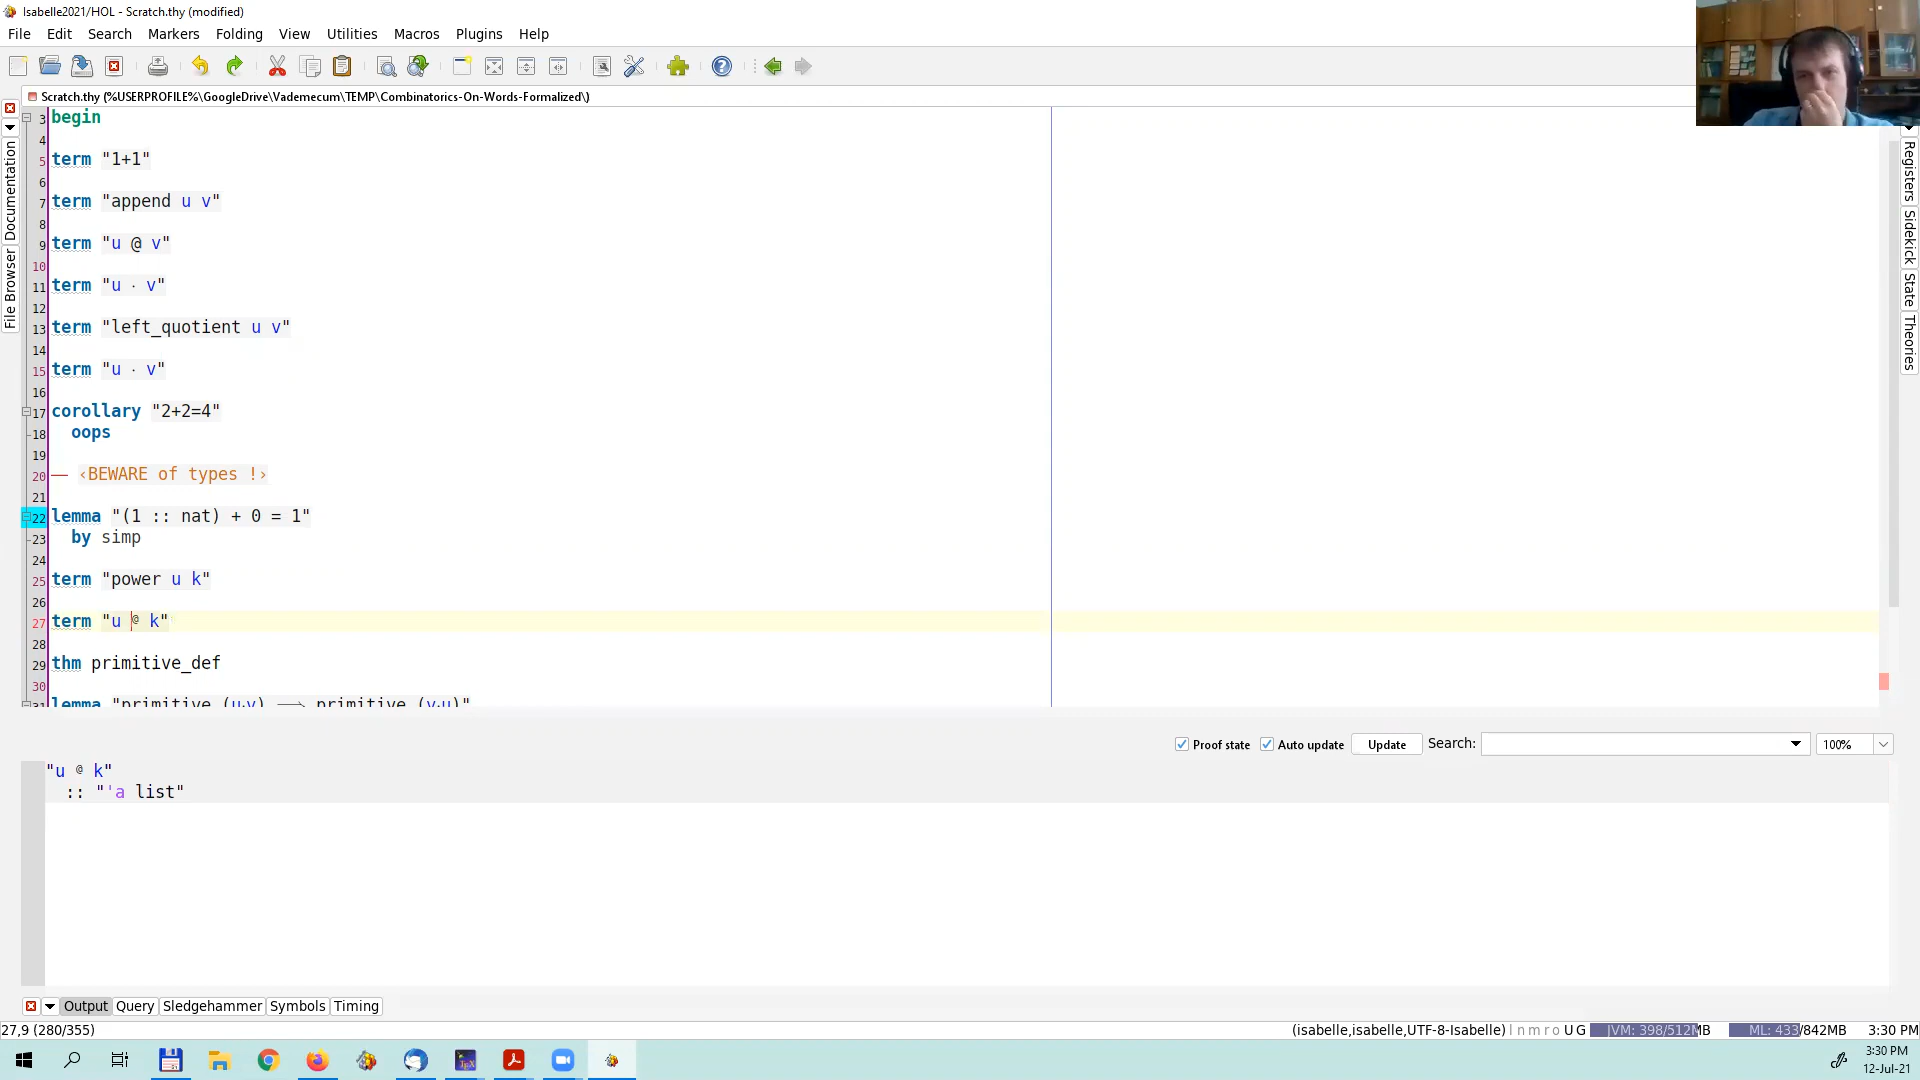 Isabelle2021/HOL - Scratch.thy (modified)
File Edit Search Markers Folding View Utilities Macros Plugins Help
Scratch.thy (%USERPROFILE%\GoogleDrive\Vademecum\TEMP\Combinatorics-On-Words-Formalized\)
File Browser Documentation
3 begin
4
5 term "1+1"
6
7 term "append u v"
8
9 term "u @ v"
10
11 term "u · v"
12
13 term "left_quotient u v"
14
15 term "u · v"
16
17 corollary "2+2=4"
18 oops
19
20 — ‹BEWARE of types !›
21
22 lemma "(1 :: nat) + 0 = 1"
23 by simp
24
25 term "power u k"
26
27 term "u @ k"
28
29 thm primitive_def
30
31 lemma "primitive (u·v) ⟹ primitive (v·u)"
Registers Sidekick State Theories
Proof state Auto update Update Search: 100%
"u @ k"
:: "'a list"
Output Query Sledgehammer Symbols Timing
27,9 (280/355) (isabelle,isabelle,UTF-8-Isabelle) l n m r o U G JVM: 398/512MB ML: 433/842MB 3:30 PM
3:30 PM
12-Jul-21